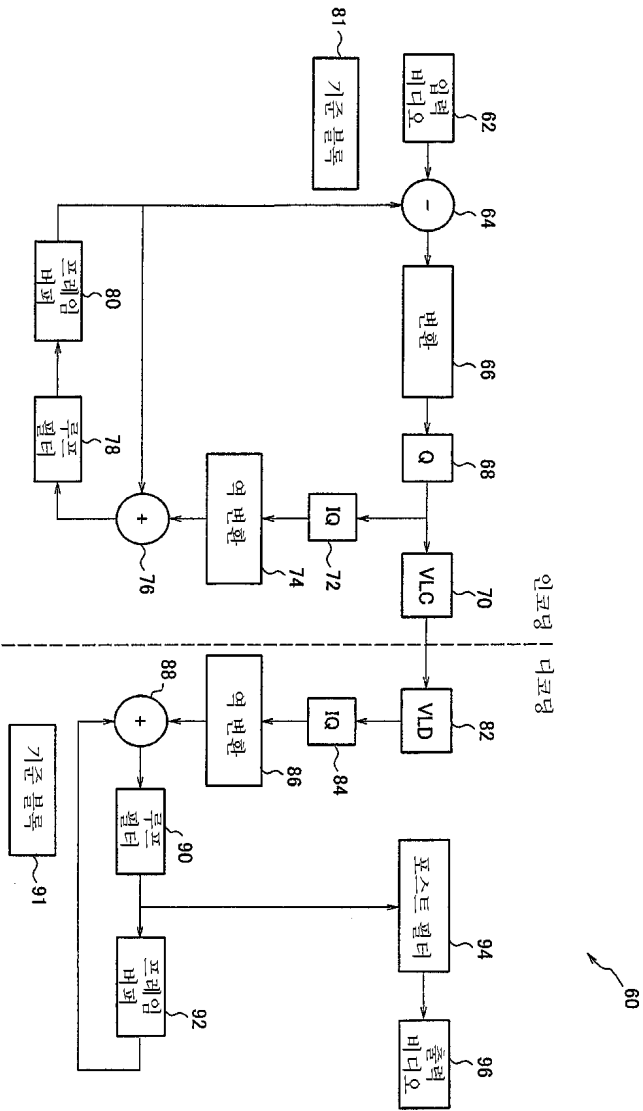 60
인코딩
디코딩
62
입력
비디오
64
-
66
변환
68
Q
70
VLC
82
VLD
94
포스트 필터
96
출력
비디오
81
기준 블록
IQ
72
IQ
84
역 변환
74
역 변환
86
프레임
버퍼
80
루프
필터
78
+
76
88
+
루프
필터
90
프레임
버퍼
92
기준 블록
91